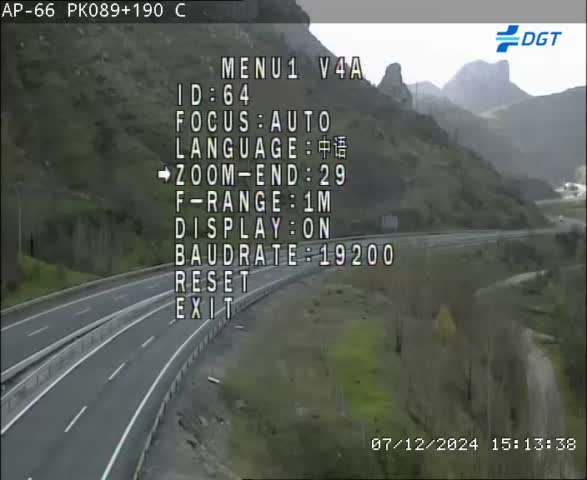 AP-66 PK089+190 C
DGT
MENU1 V4A
ID:64
FOCUS:AUTO
LANGUAGE:中语
ZOOM-END:29
F-RANGE:1M
DISPLAY:ON
BAUDRATE:19200
RESET
EXIT
07/12/2024 15:13:38